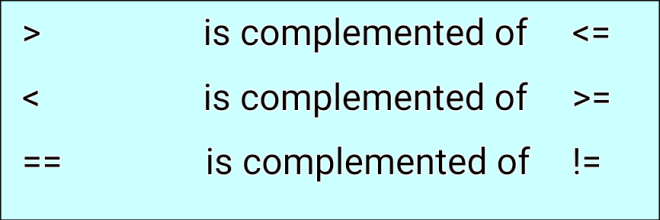 > is complemented of <=
< is complemented of >=
== is complemented of !=